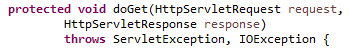 protected void doGet(HttpServletRequest request,
HttpServletResponse response)
throws ServletException, IOException {